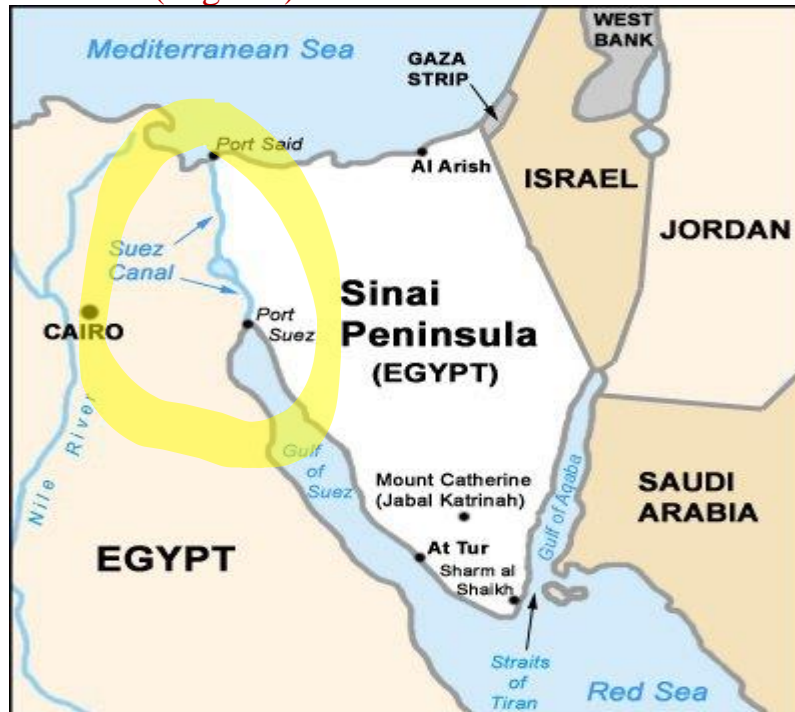 Mediterranean Sea
WEST
BANK
GAZA
STRIP
Port Said
Al Arish
ISRAEL
JORDAN
Suez
Canal
Sinai
Peninsula
(EGYPT)
Port
Suez
CAIRO
Nile River
Gulf
of
Suez
Mount Catherine
(Jabal Katrinah)
Gulf of Aqaba
SAUDI
ARABIA
EGYPT
At Tur
Sharm al
Shaikh
Straits
of
Tiran
Red Sea